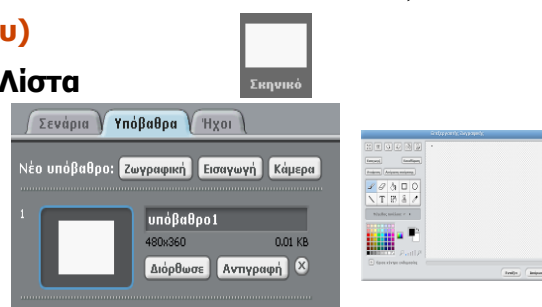 υ)
Λίστα
Σκηνικό
Σενάρια Υπόβαθρα Ήχοι
Νέο υπόβαθρο: Ζωγραφική Εισαγωγή Κάμερα
1
υπόβαθρο1
480x360 0.01 KB
Διόρθωσε Αντιγραφή